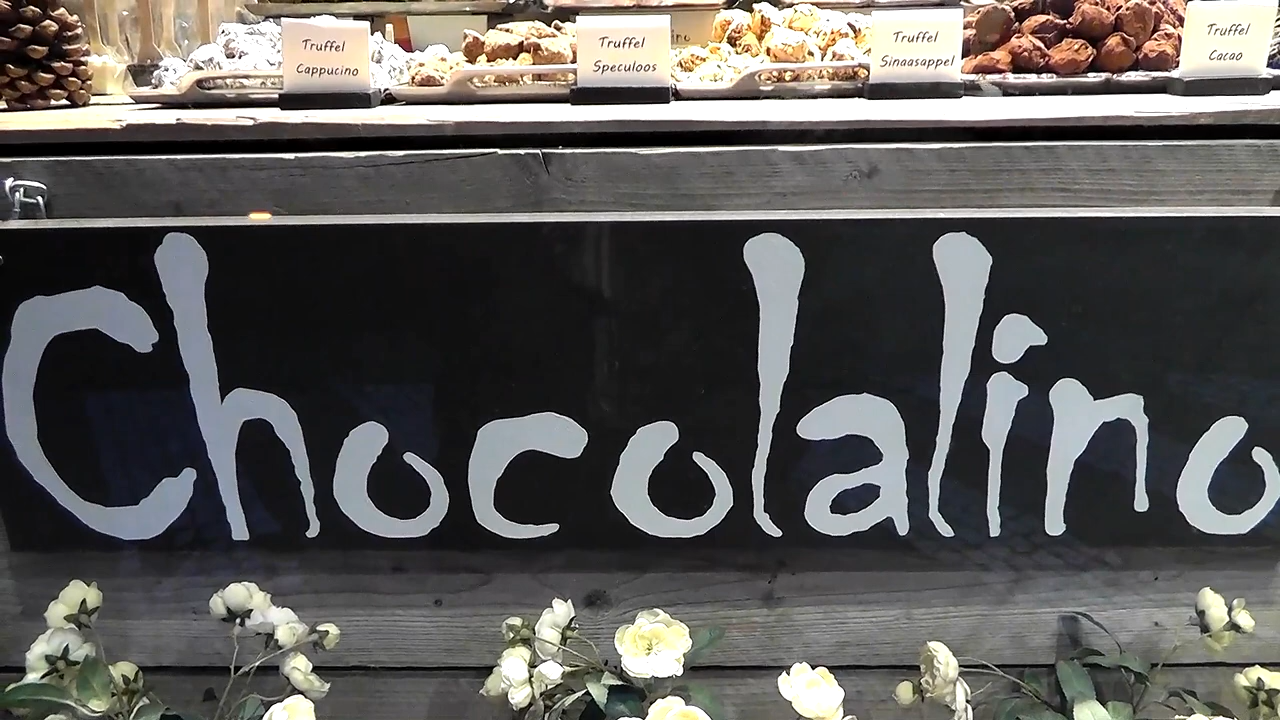 Truffel
Cappucino
Truffel
Speculoos
Truffel
Sinaasappel
Truffel
Cacao
Chocolalino